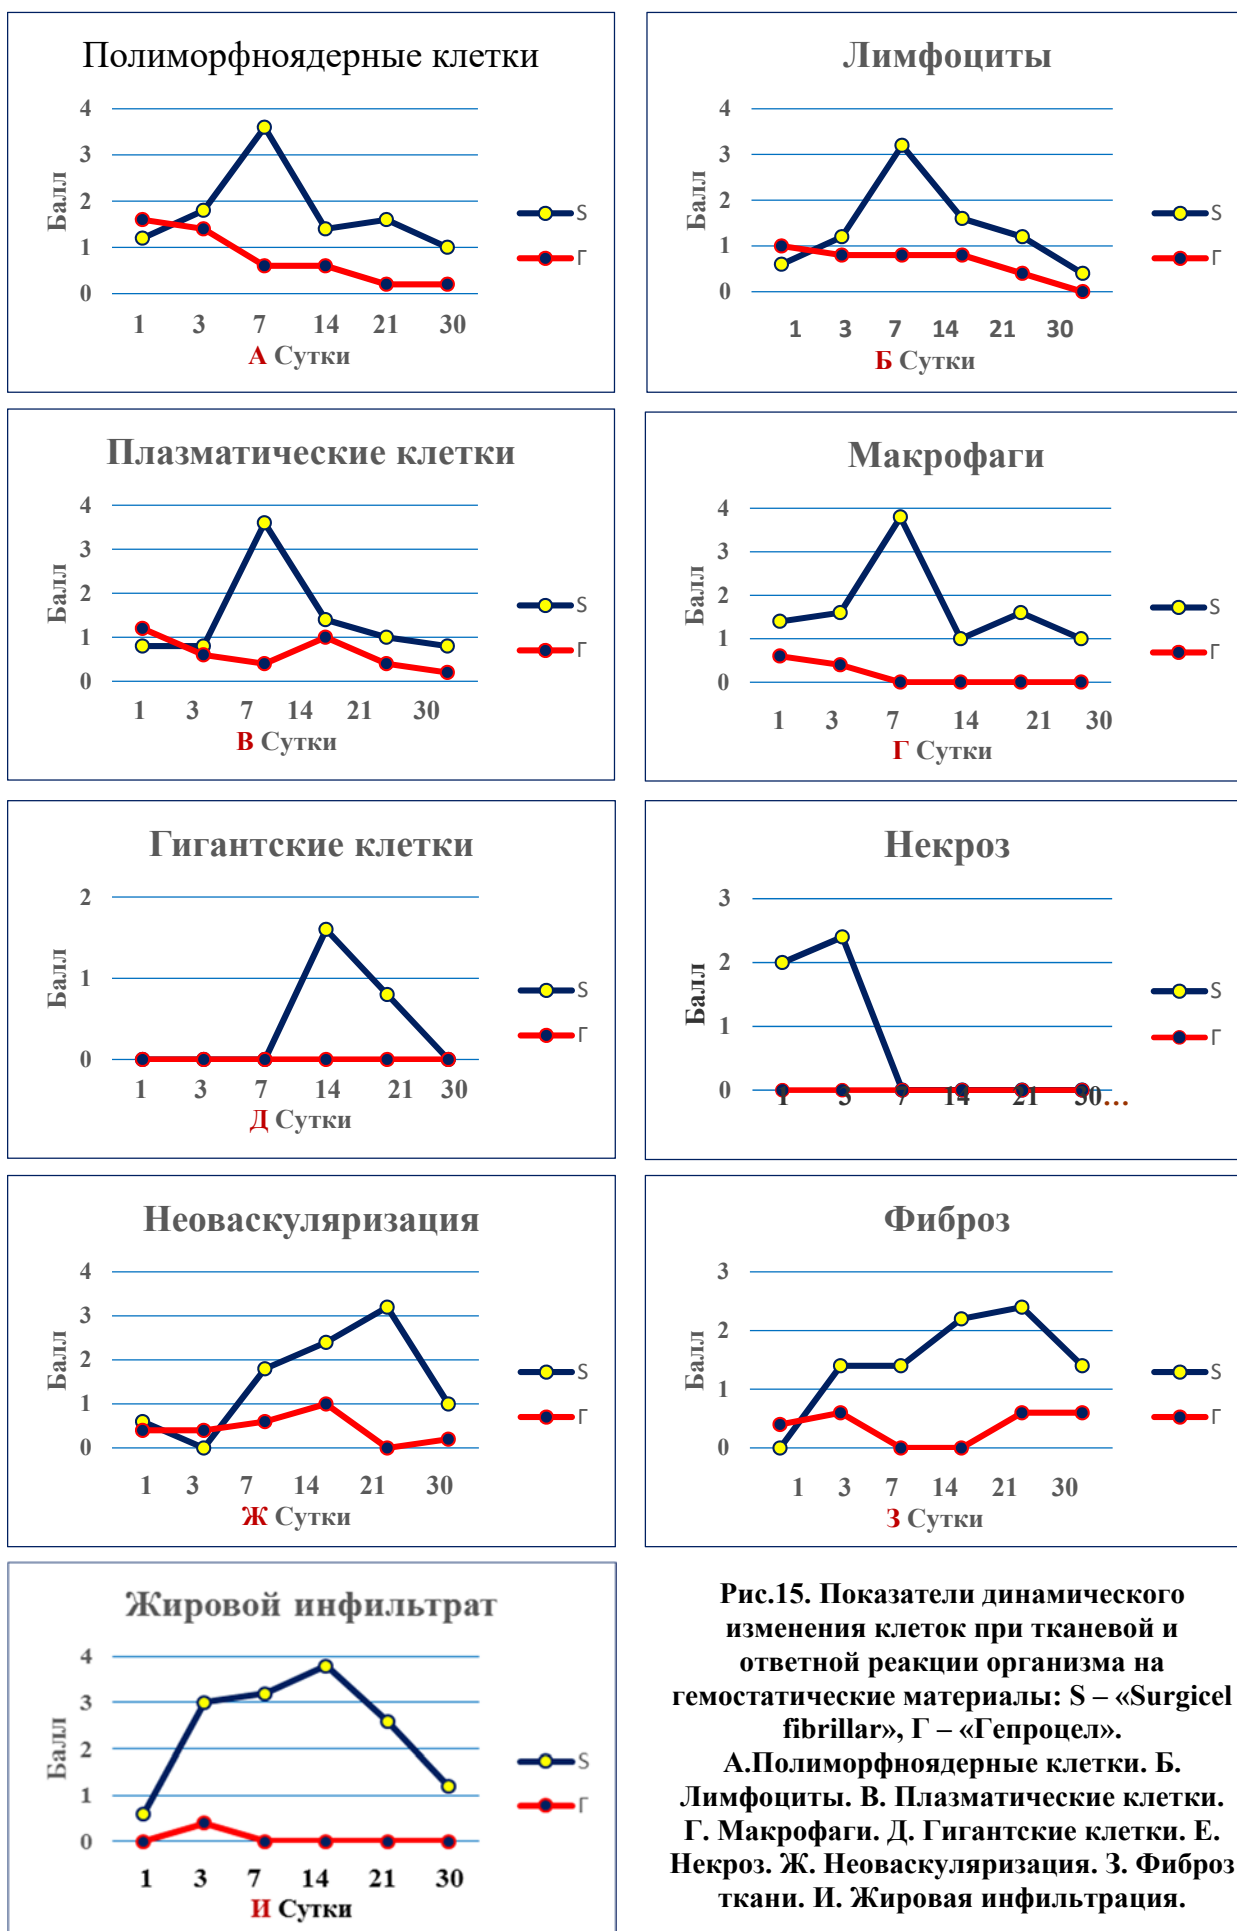 Полиморфноядерные клетки
4
3
2
1
0
Балл
S
Г
1 3 7 14 21 30
А Сутки
Лимфоциты
4
3
2
1
0
Балл
S
Г
1 3 7 14 21 30
Б Сутки
Плазматические клетки
4
3
2
1
0
Балл
S
Г
1 3 7 14 21 30
В Сутки
Макрофаги
4
3
2
1
0
Балл
S
Г
1 3 7 14 21 30
Г Сутки
Гигантские клетки
2
1
0
Балл
S
Г
1 3 7 14 21 30
Д Сутки
Некроз
3
2
1
0
Балл
S
Г
1 3 7 14 21 30...
Неоваскуляризация
4
3
2
1
0
Балл
S
Г
1 3 7 14 21 30
Ж Сутки
Фиброз
3
2
1
0
Балл
S
Г
1 3 7 14 21 30
З Сутки
Жировой инфильтрат
4
3
2
1
0
Балл
S
Г
1 3 7 14 21 30
И Сутки
Рис.15. Показатели динамического
изменения клеток при тканевой и
ответной реакции организма на
гемостатические материалы: S – «Surgicel
fibrillar», Г – «Гепроцел».
А.Полиморфноядерные клетки. Б.
Лимфоциты. В. Плазматические клетки.
Г. Макрофаги. Д. Гигантские клетки. Е.
Некроз. Ж. Неоваскуляризация. З. Фиброз
ткани. И. Жировая инфильтрация.